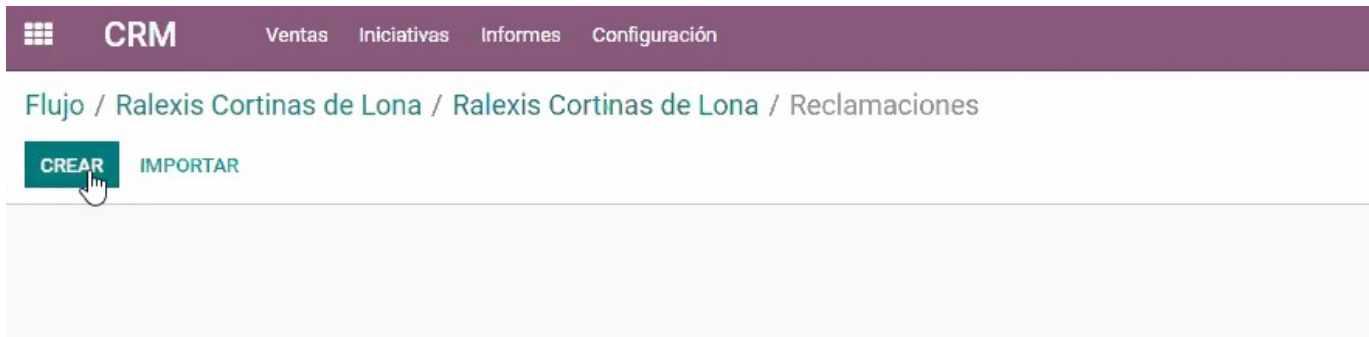 CRM Ventas Iniciativas Informes Configuración
Flujo / Ralexis Cortinas de Lona / Ralexis Cortinas de Lona / Reclamaciones
CREAR IMPORTAR